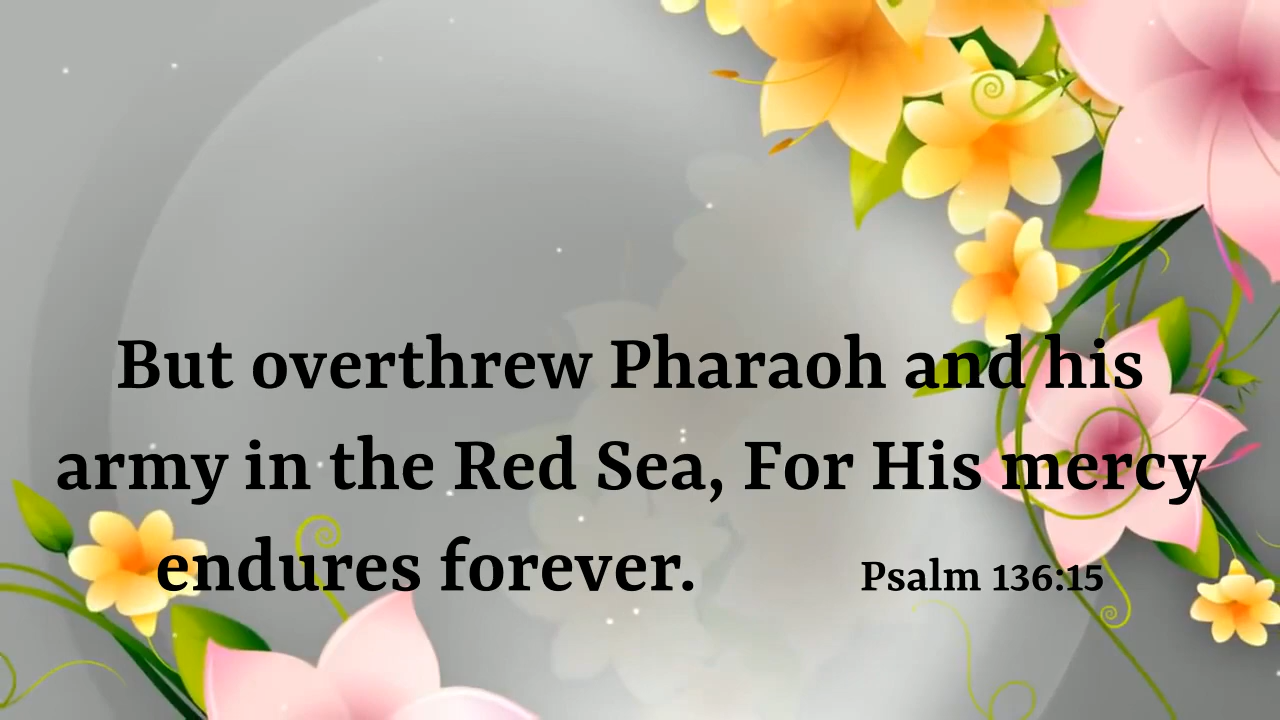 But overthrew Pharaoh and his
army in the Red Sea, For His mercy
endures forever. Psalm 136:15